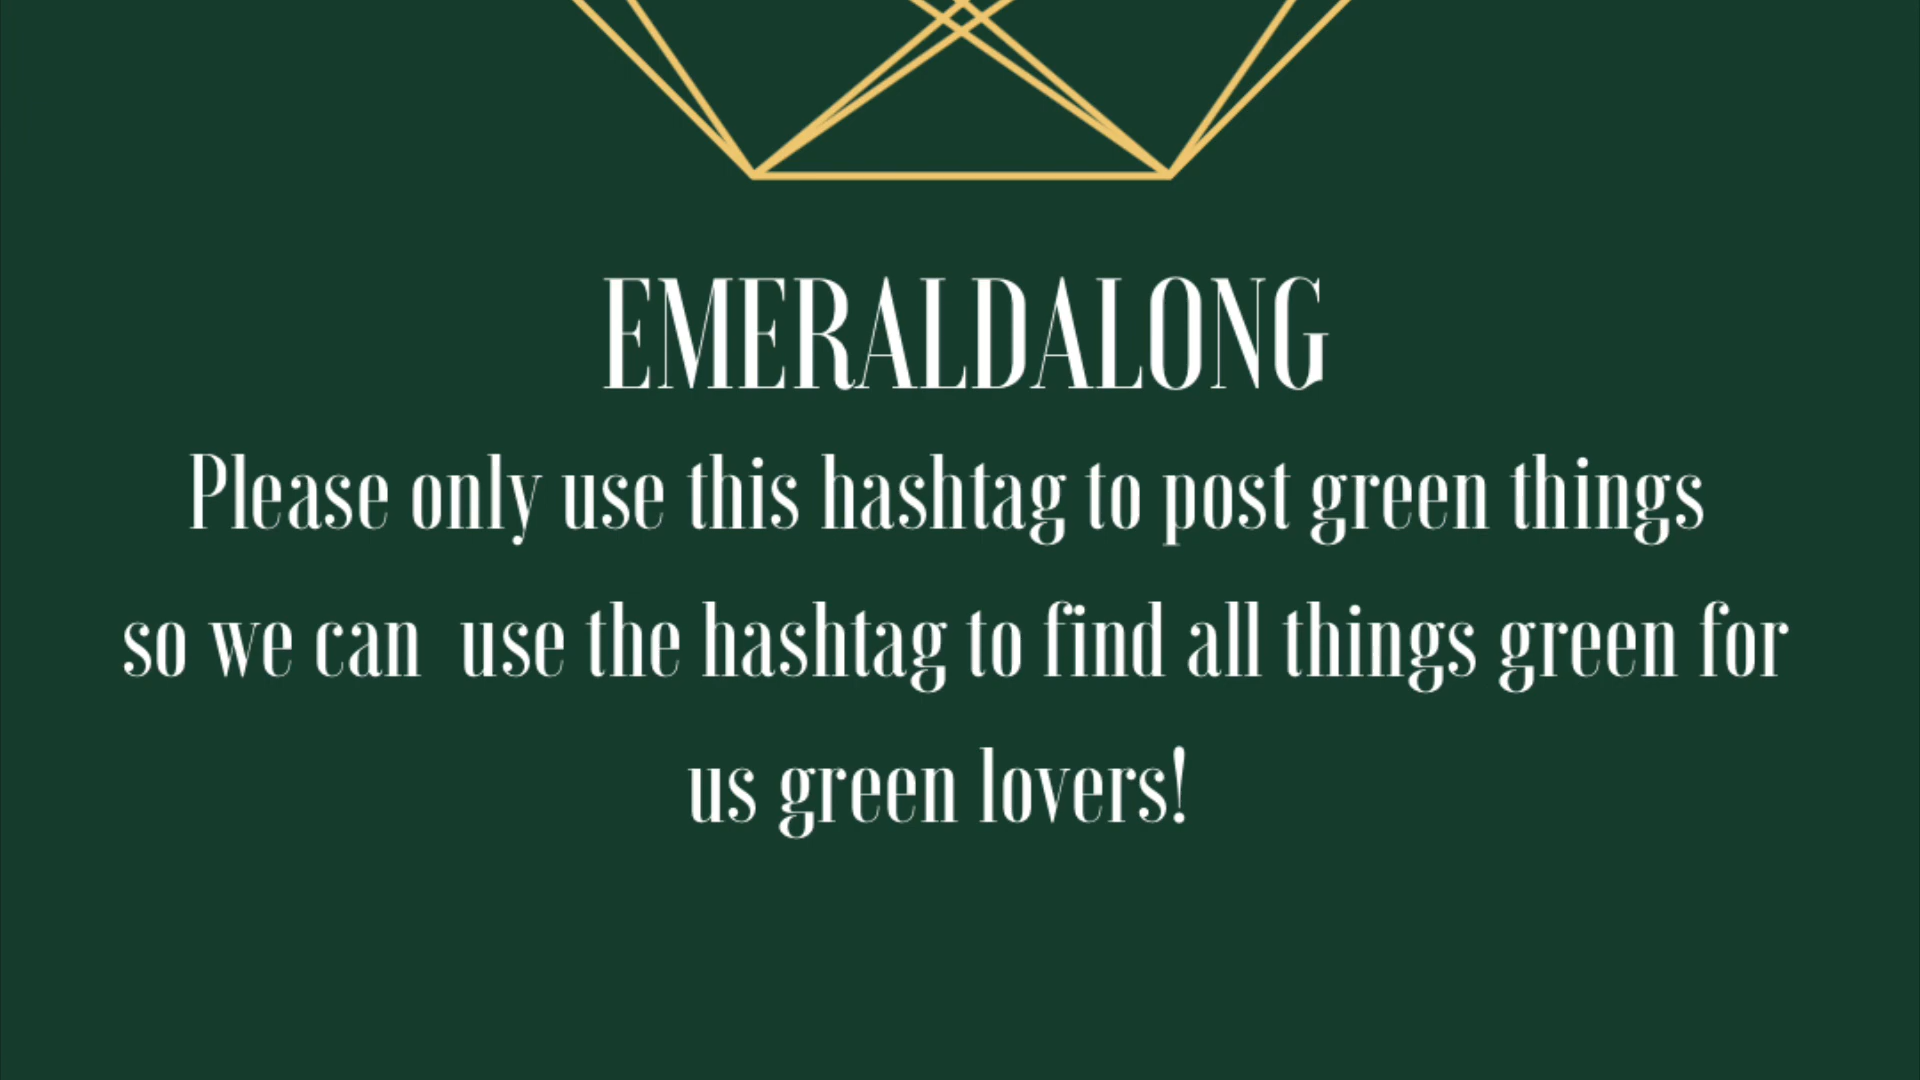 EMERALDALONG
Please only use this hashtag to post green things
so we can  use the hashtag to find all things green for
us green lovers!